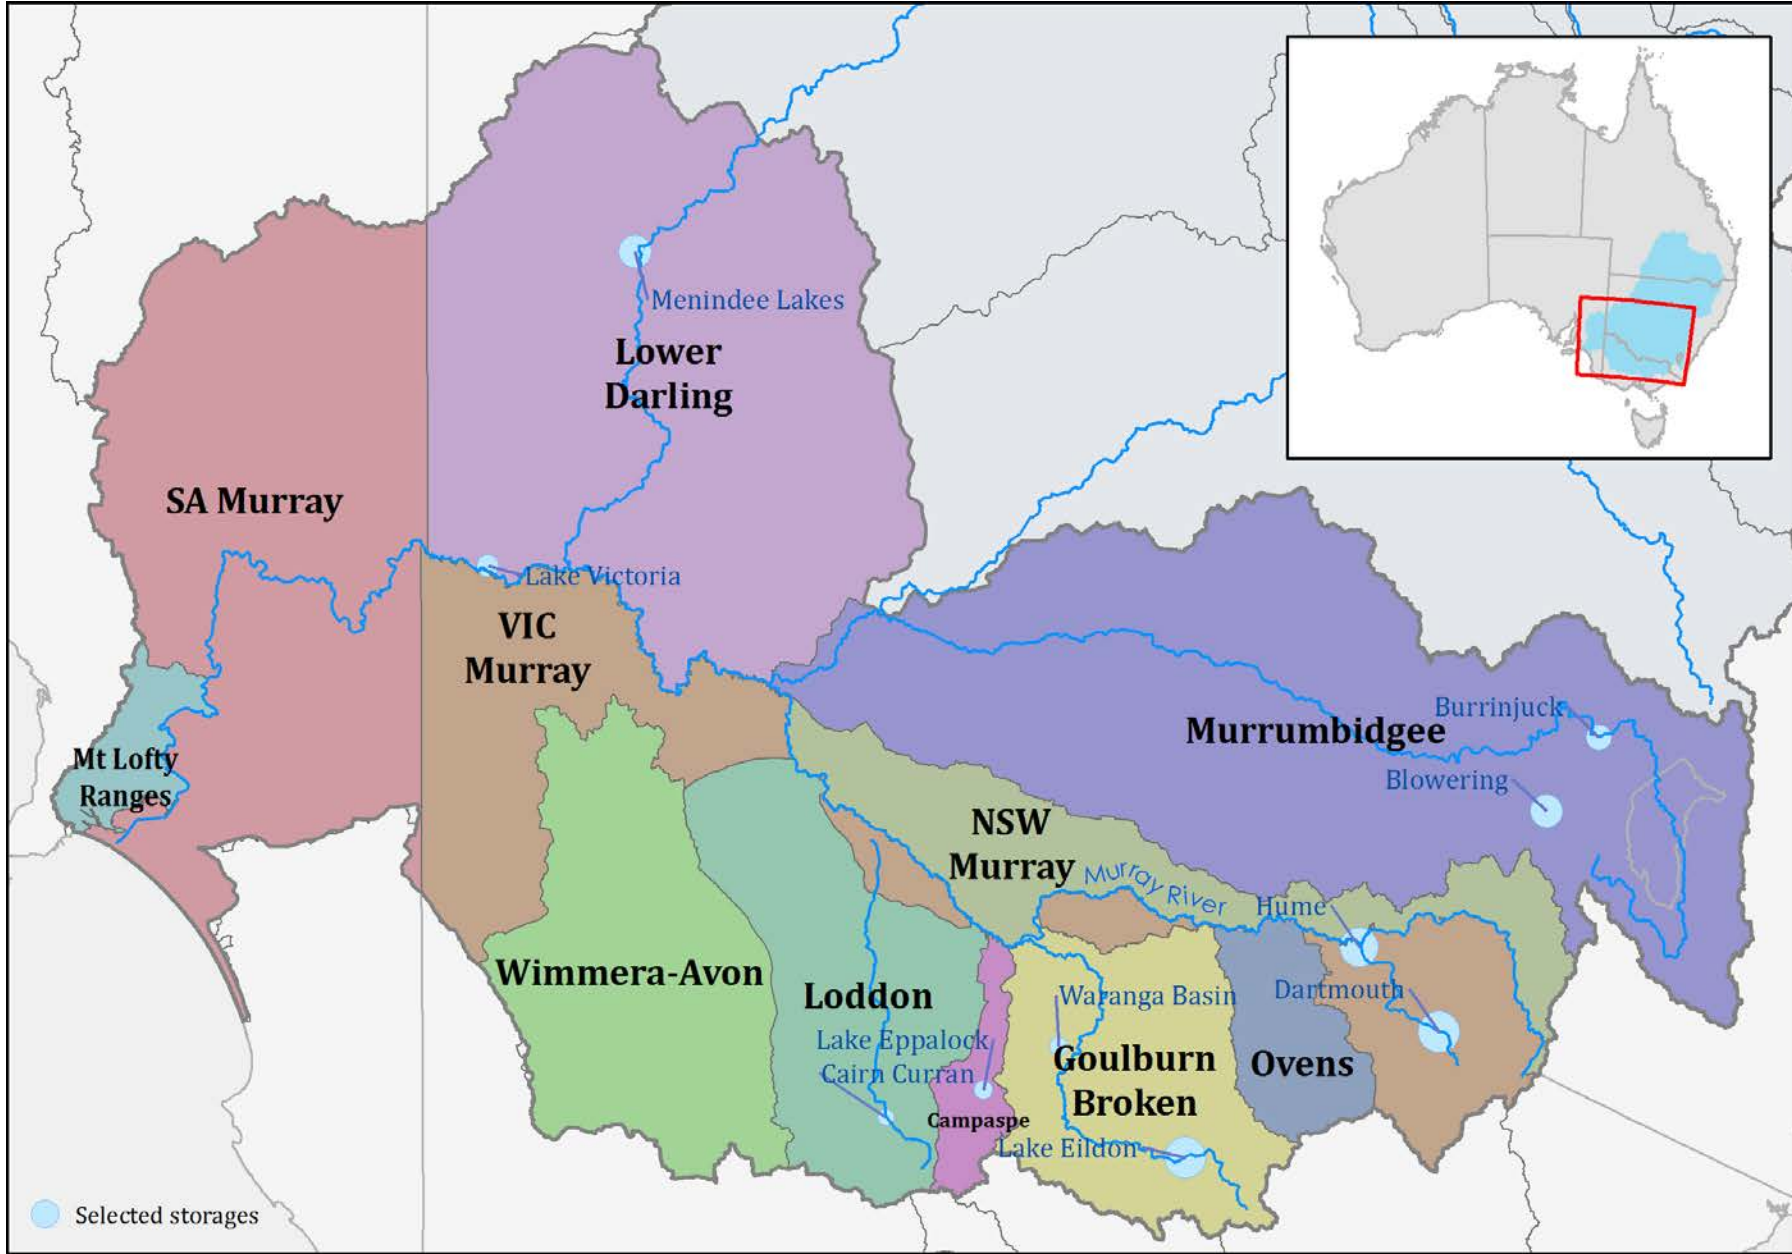 Menindee Lakes
Lower
Darling
SA Murray
Lake Victoria
VIC
Murray
Murrumbidgee
Burrinjuck
Blowering
Mt Lofty
Ranges
NSW
Murray
Murray River
Hume
Wimmera-Avon
Loddon
Waranga Basin
Dartmouth
Lake Eppalock
Cairn Curran
Goulburn
Broken
Ovens
Campaspe
Lake Eildon
Selected storages